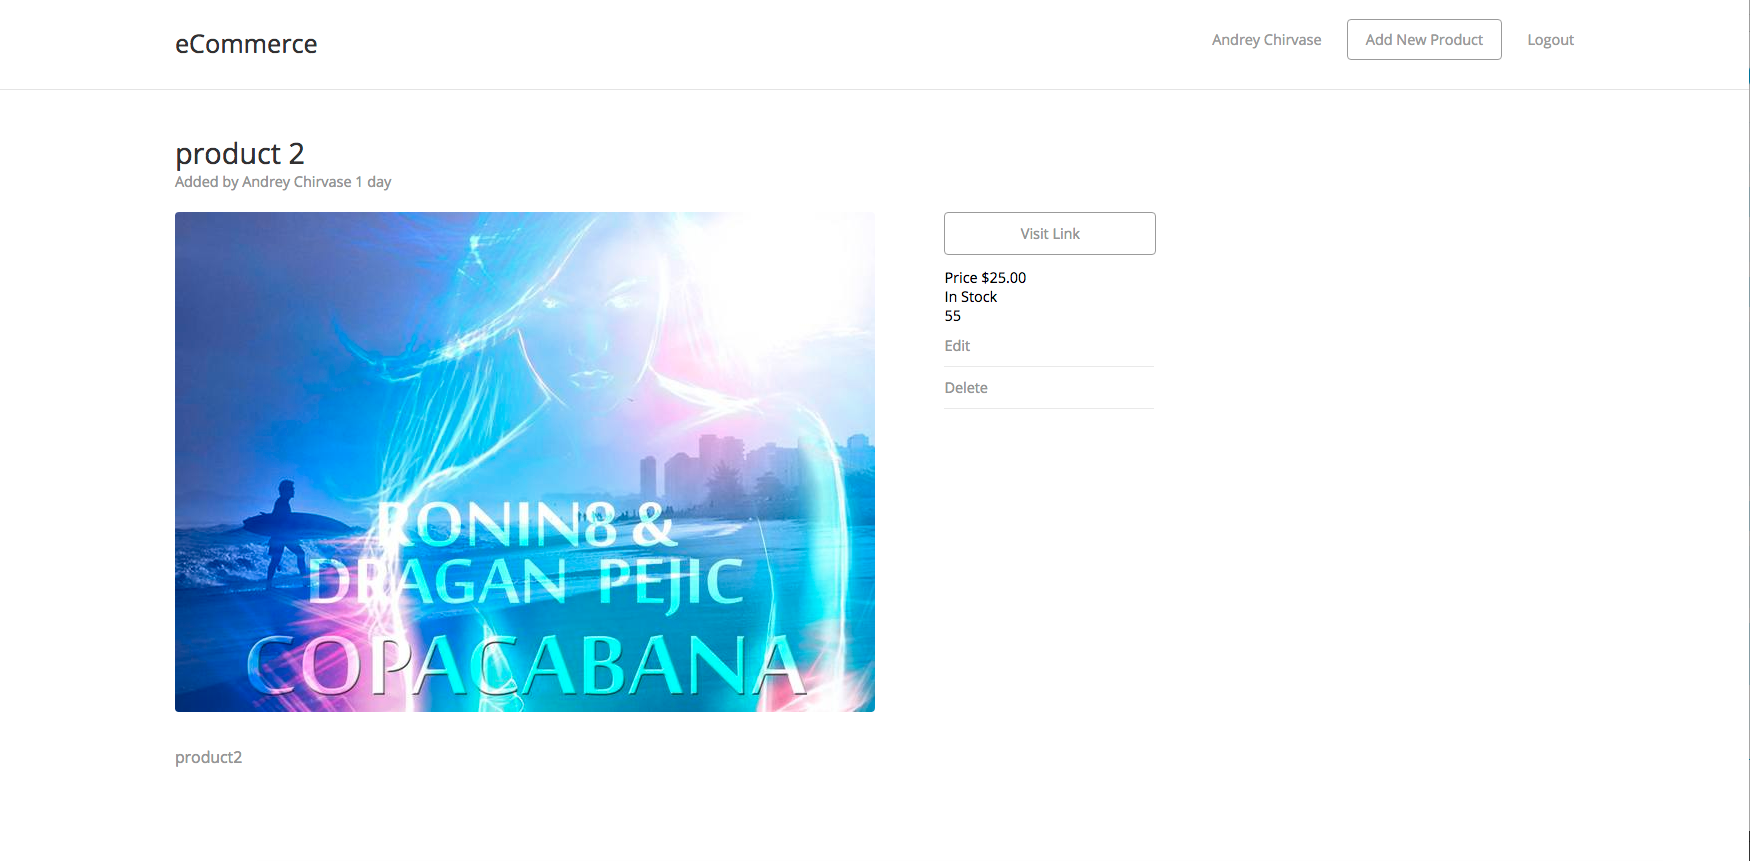 eCommerce
Andrey Chirvase
Add New Product
Logout
product 2
Added by Andrey Chirvase 1 day
RONIN8 &
DRAGAN PEJIC
COPACABANA
Visit Link
Price $25.00
In Stock
55
Edit
Delete
product2